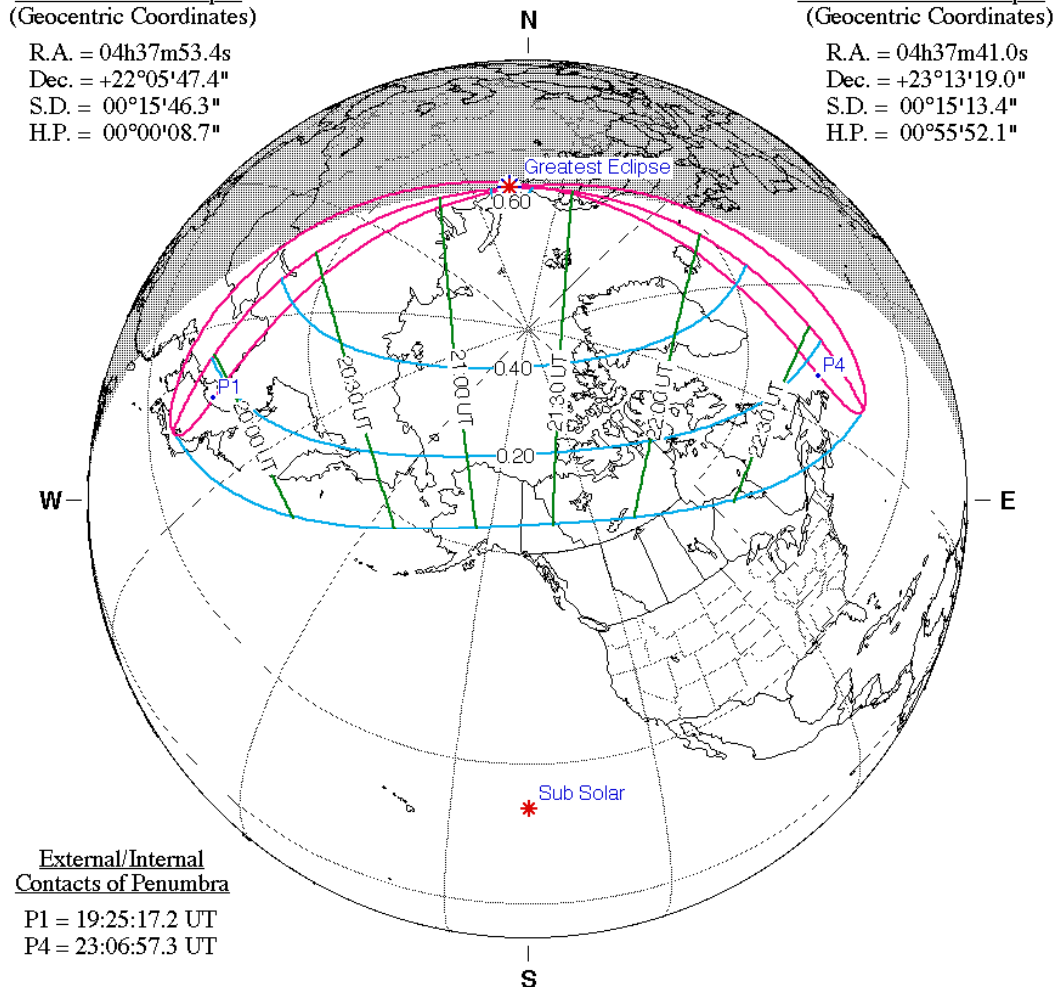 (Geocentric Coordinates)
R.A. = 04h37m53.4s
Dec. = +22°05'47.4"
S.D. = 00°15'46.3"
H.P. = 00°00'08.7"
N
(Geocentric Coordinates)
R.A. = 04h37m41.0s
Dec. = +23°13'19.0"
S.D. = 00°15'13.4"
H.P. = 00°55'52.1"
Greatest Eclipse
0.60
P1
20:00 UT
20:30 UT
21:00 UT
0.40
21:30 UT
22:00 UT
22:30 UT
P4
0.20
W
E
Sub Solar
External/Internal
Contacts of Penumbra
P1 = 19:25:17.2 UT
P4 = 23:06:57.3 UT
S